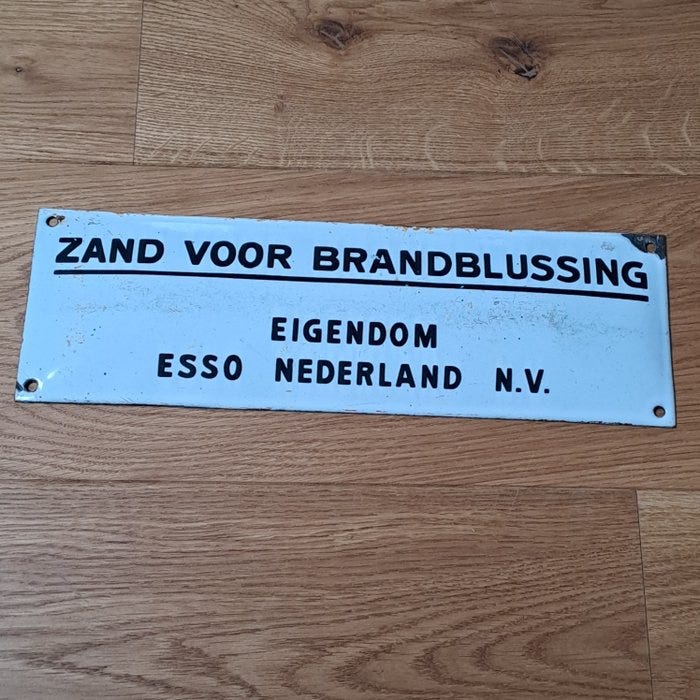 ZAND VOOR BRANDBLUSSING
EIGENDOM
ESSO NEDERLAND N.V.